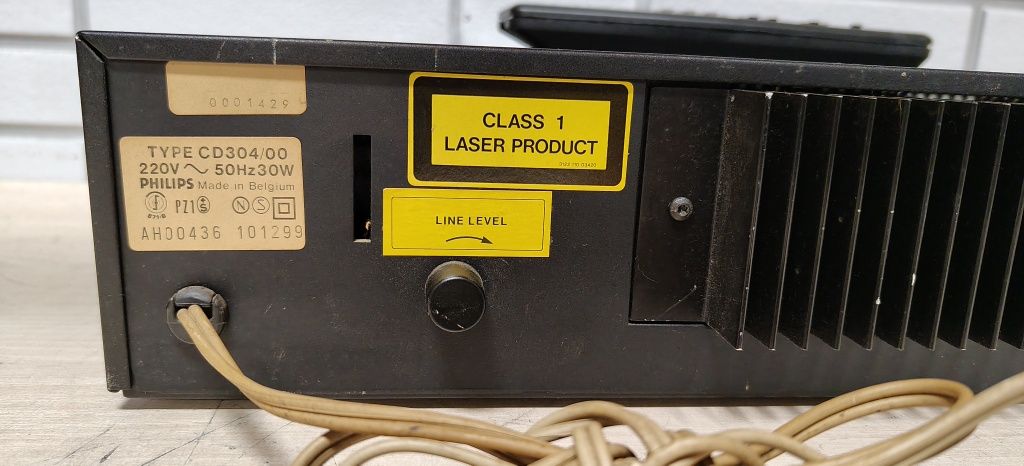 0001429
TYPE CD304/00
220V ~ 50Hz 30W
PHILIPS Made in Belgium
PZ1 S N S
AH00436 101299
CLASS 1
LASER PRODUCT
LINE LEVEL